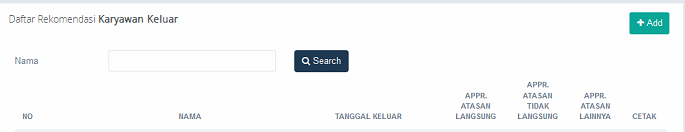 Daftar Rekomendasi Karyawan Keluar
+ Add
Nama
Search
NO NAMA TANGGAL KELUAR APPR. ATASAN LANGSUNG APPR. ATASAN TIDAK LANGSUNG APPR. ATASAN LAINNYA CETAK